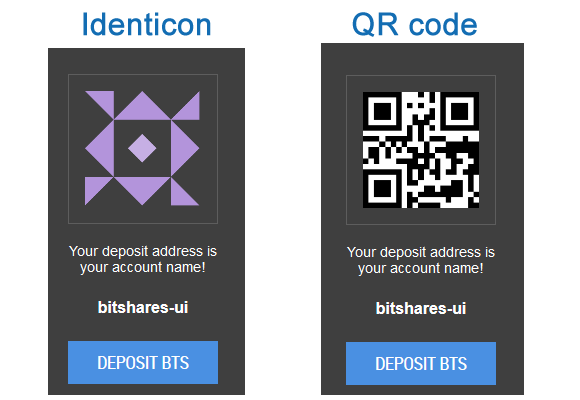 Identicon
QR code
Your deposit address is
your account name!
bitshares-ui
DEPOSIT BTS
Your deposit address is
your account name!
bitshares-ui
DEPOSIT BTS